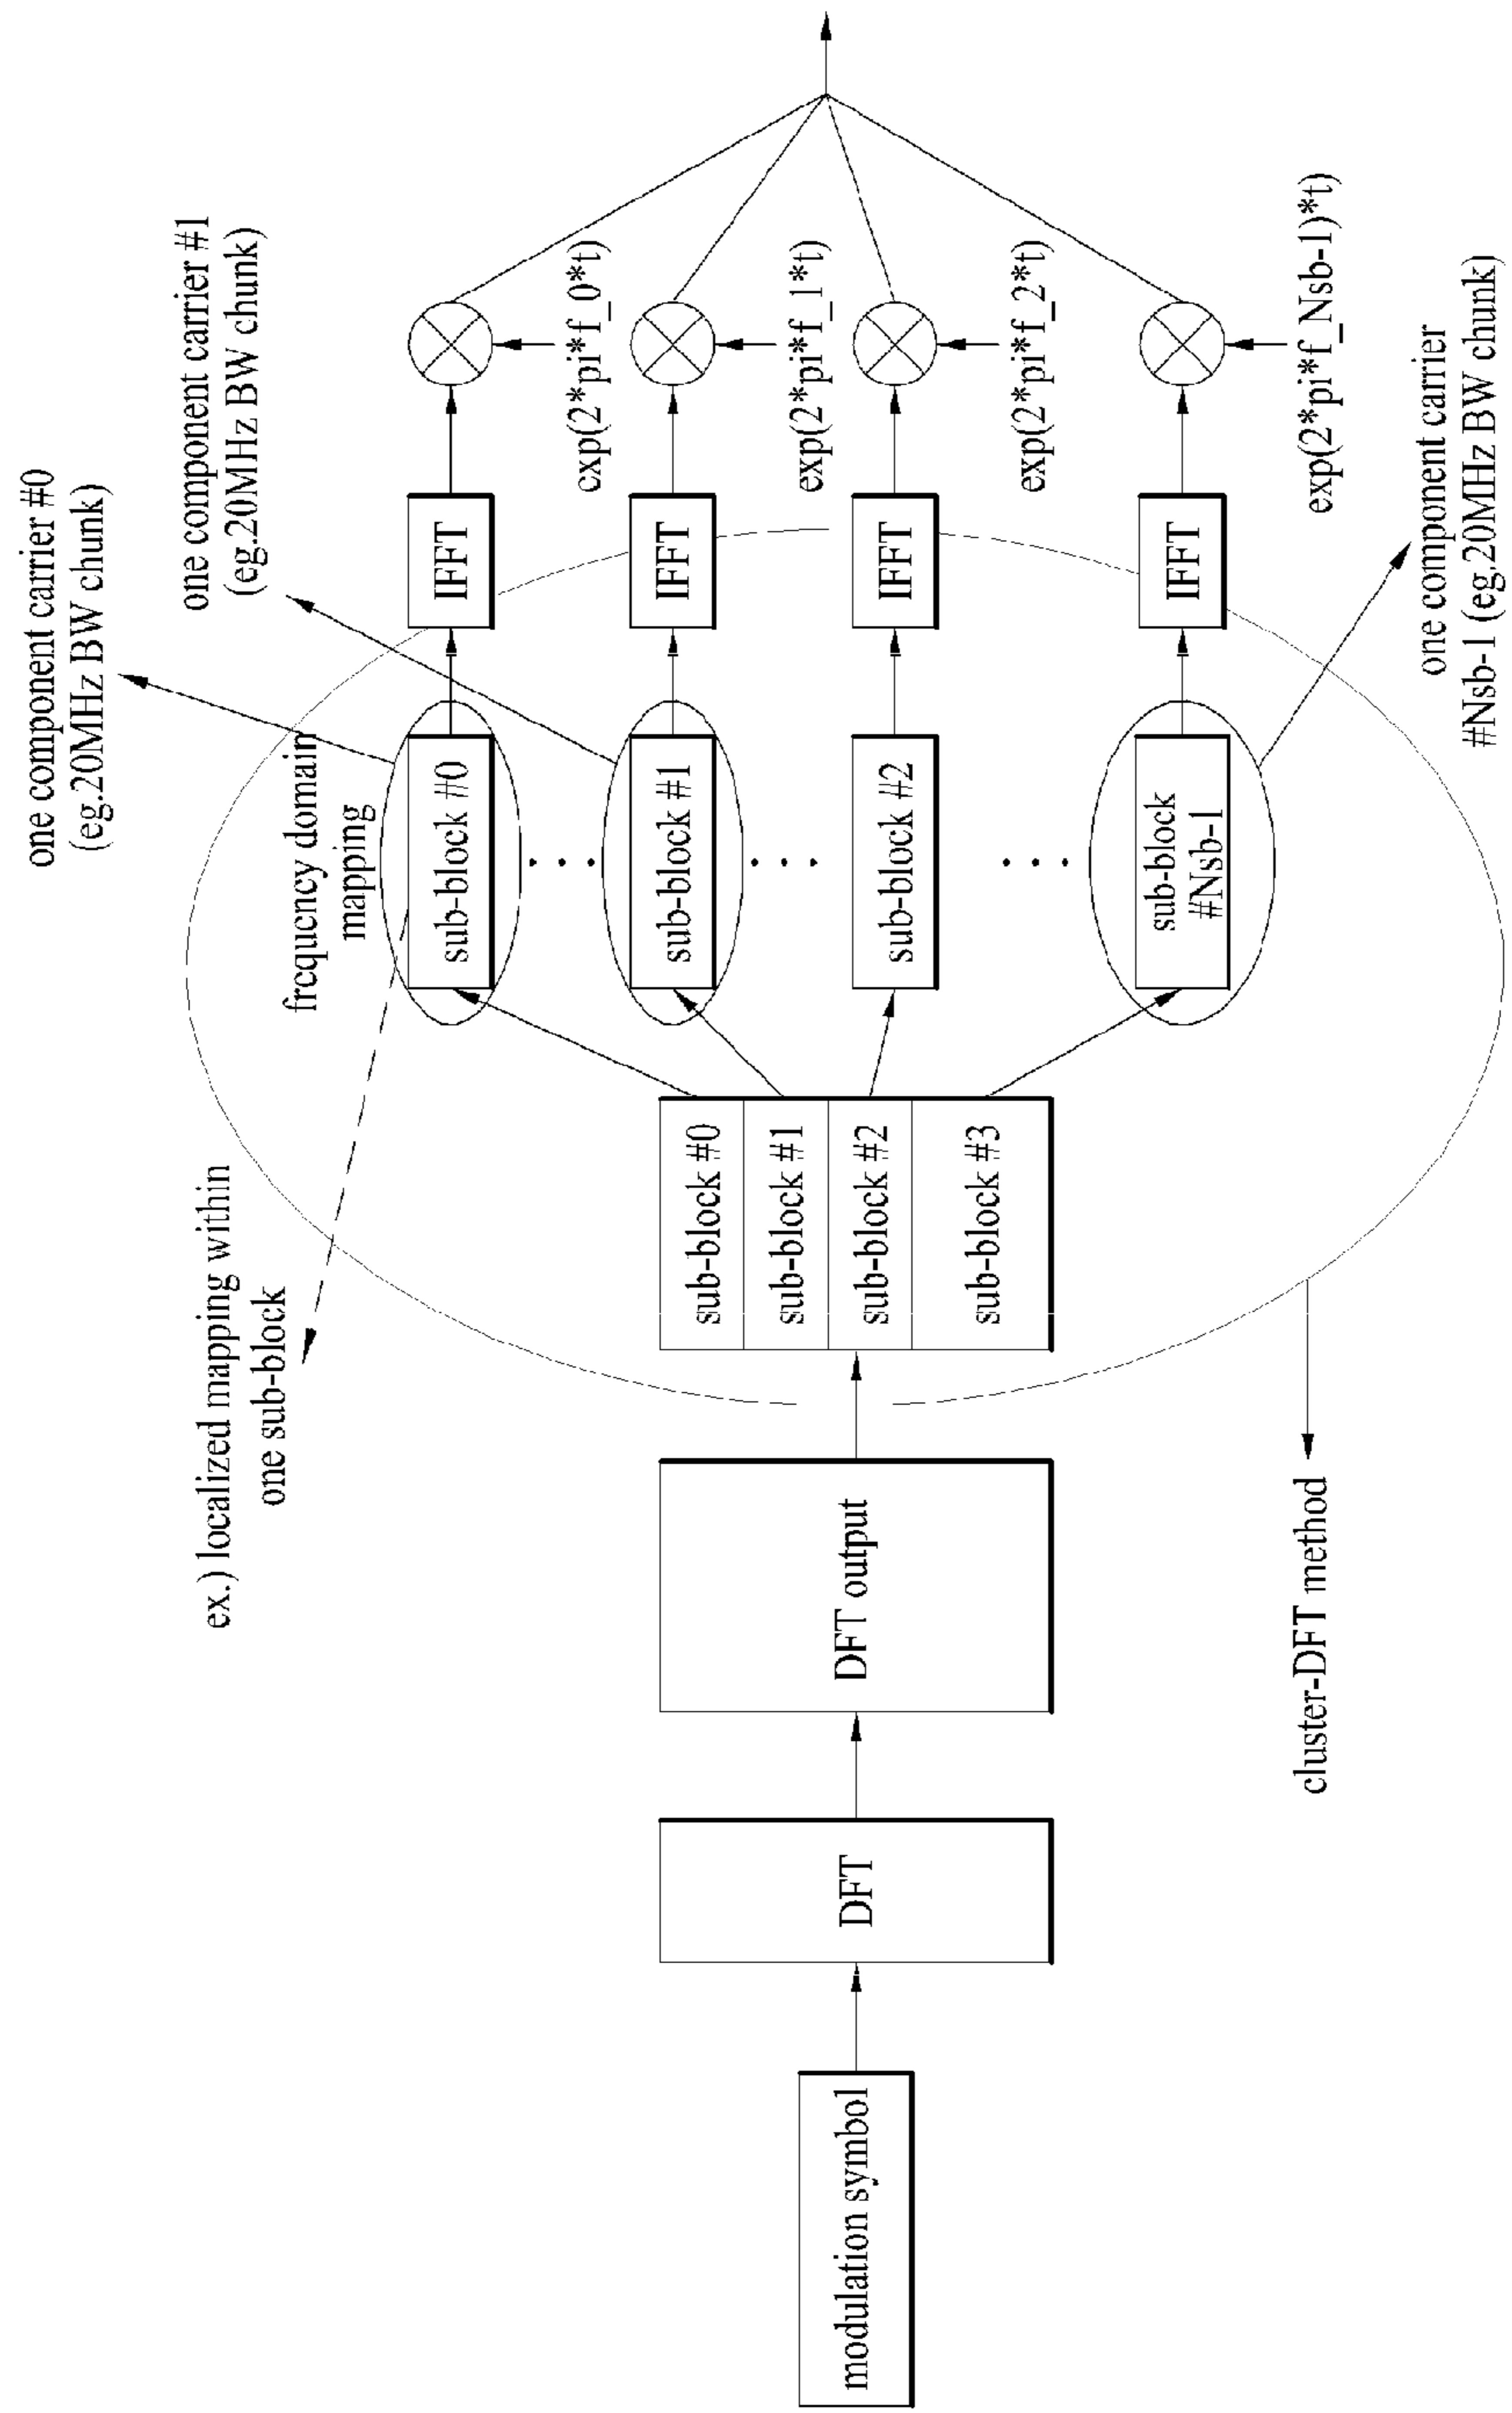 modulation symbol
DFT
DFT output
sub-block #0
sub-block #1
sub-block #2
sub-block #3
cluster-DFT method
ex.) localized mapping within
one sub-block
frequency domain
mapping
sub-block #0
sub-block #1
sub-block #2
sub-block
#Nsb-1
one component carrier #0
(eg.20MHz BW chunk)
one component carrier #1
(eg.20MHz BW chunk)
one component carrier
#Nsb-1 (eg.20MHz BW chunk)
IFFT
IFFT
IFFT
IFFT
exp(2*pi*f_0*t)
exp(2*pi*f_1*t)
exp(2*pi*f_2*t)
exp(2*pi*f_Nsb-1)*t)